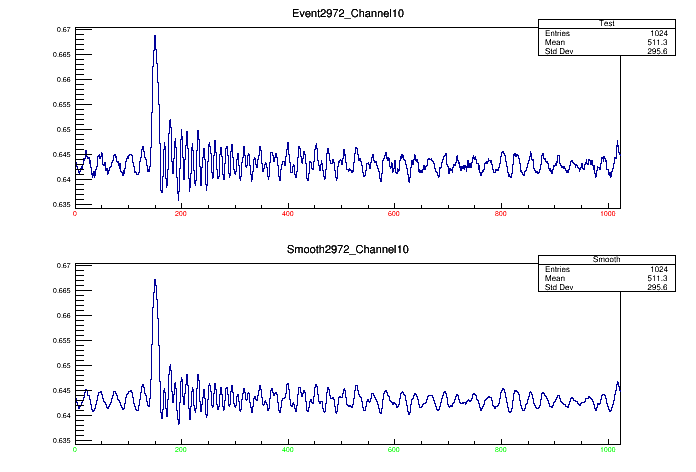 Event2972_Channel10
Test
Entries 1024
Mean 511.3
Std Dev 295.6
0.67
0.665
0.66
0.655
0.65
0.645
0.64
0.635
0 200 400 600 800 1000
Smooth2972_Channel10
Smooth
Entries 1024
Mean 511.3
Std Dev 295.6
0.67
0.665
0.66
0.655
0.65
0.645
0.64
0.635
0 200 400 600 800 1000